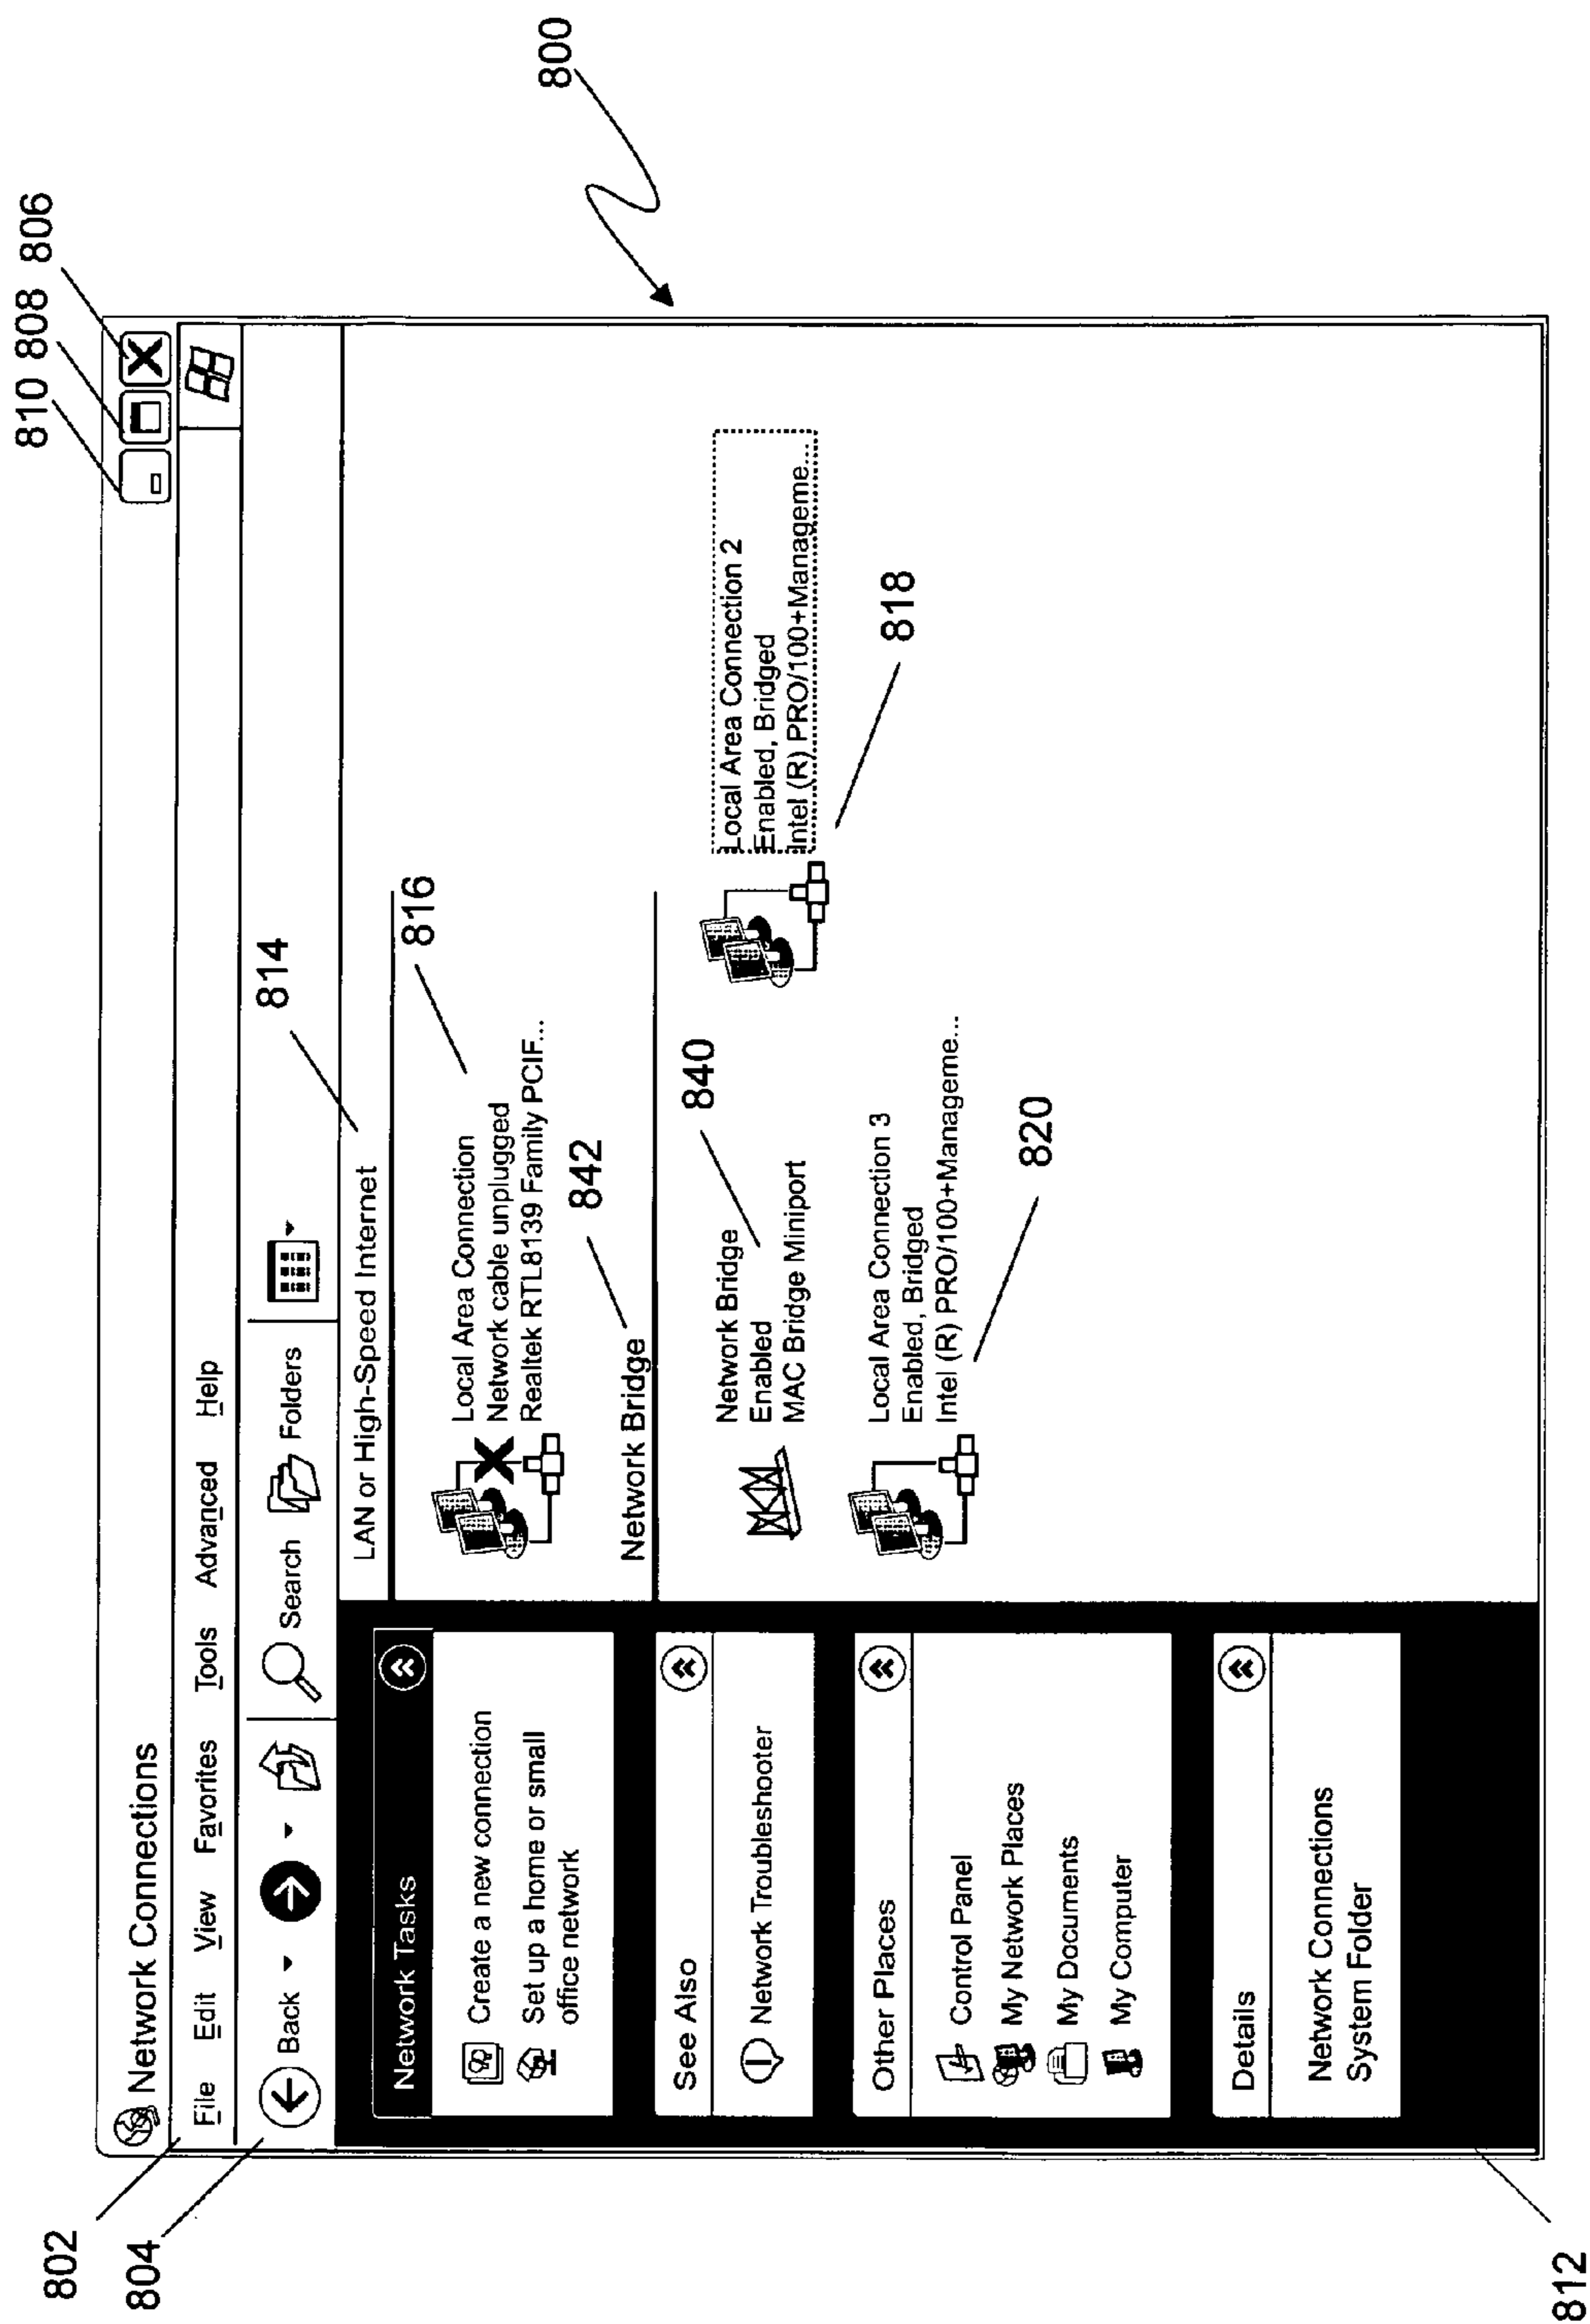 800
810 808 806
Network Connections
802
File Edit View Favorites Tools Advanced Help
804
Back Search Folders
814
Network Tasks
Create a new connection
Set up a home or small
office network
See Also
Network Troubleshooter
Other Places
Control Panel
My Network Places
My Documents
My Computer
Details
Network Connections
System Folder
812
LAN or High-Speed Internet
816
Local Area Connection
Network cable unplugged
Realtek RTL8139 Family PCIF...
842
Network Bridge
840
Network Bridge
Enabled
MAC Bridge Miniport
Local Area Connection 2
Enabled, Bridged
Intel (R) PRO/100+Manageme...
818
Local Area Connection 3
Enabled, Bridged
Intel (R) PRO/100+Manageme...
820